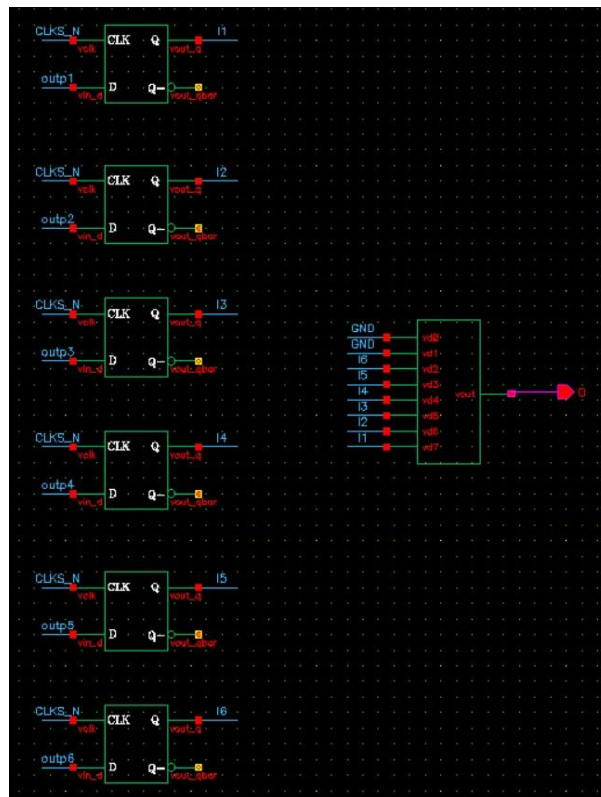 CLKS_N CLK Q I1
vclk vout_q
outp1 D Q-
vin_d vout_qbar
CLKS_N CLK Q I2
vclk vout_q
outp2 D Q-
vin_d vout_qbar
CLKS_N CLK Q I3
vclk vout_q
outp3 D Q-
vin_d vout_qbar
CLKS_N CLK Q I4
vclk vout_q
outp4 D Q-
vin_d vout_qbar
CLKS_N CLK Q I5
vclk vout_q
outp5 D Q-
vin_d vout_qbar
CLKS_N CLK Q I6
vclk vout_q
outp6 D Q-
vin_d vout_qbar
GND vd0
GND vd1
I6 vd2
I5 vd3
vout
I4 vd4
I3 vd5
I2 vd6
I1 vd7